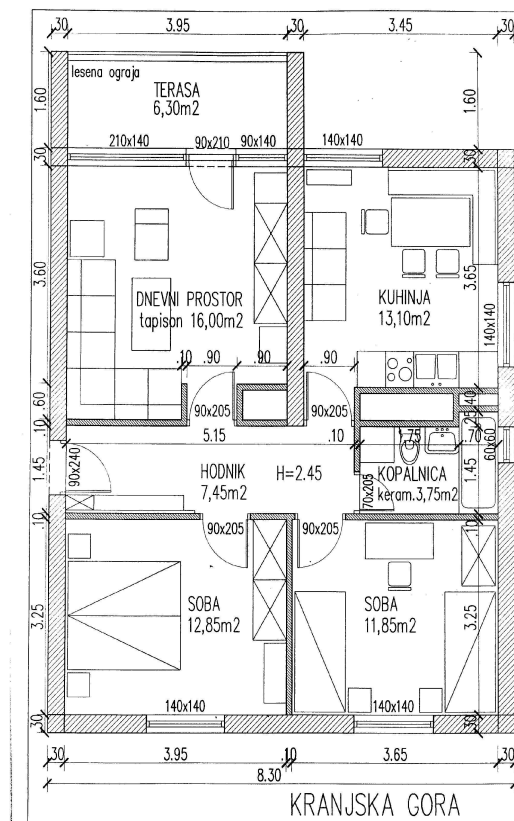 .30 3.95 .30 3.45 .30
lesena ograja
TERASA
6,30m2
1.60
1.60
210x140 90x210 90x140 140x140
.30
.30
3.60
3.65
DNEVNI PROSTOR
tapison 16,00m2
KUHINJA
13,10m2
140x140
.10 .90 .90 .90
.60
.40
90x205 90x205
.25
.10
5.15 .10 .75 .70
60x60
1.45
90x240
HODNIK H=2.45
7,45m2
KOPALNICA
keram.3,75m2
70x205
1.45
.10
.10
90x205 90x205
3.25
SOBA
12,85m2
SOBA
11,85m2
3.25
140x140 140x140
.30
.30
.30 3.95 .10 3.65 .30
8.30
KRANJSKA GORA